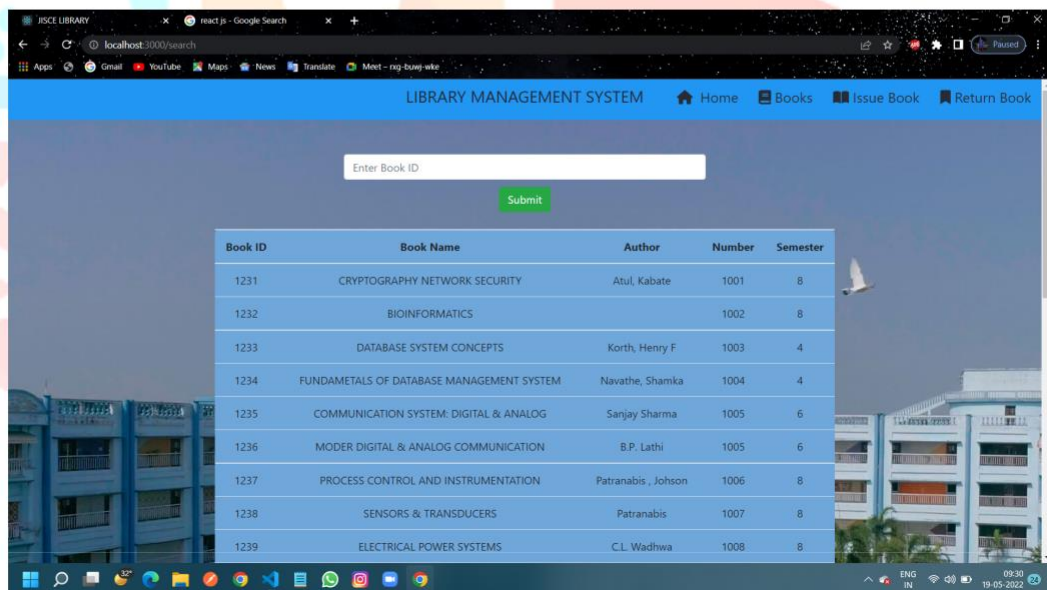 JISCE LIBRARY
react js - Google Search
localhost:3000/search
Paused
Apps
Gmail
YouTube
Maps
News
Translate
Meet – rxg-buwj-wke
LIBRARY MANAGEMENT SYSTEM
Home
Books
Issue Book
Return Book
Enter Book ID
Submit
Book ID Book Name Author Number Semester
1231 CRYPTOGRAPHY NETWORK SECURITY Atul, Kabate 1001 8
1232 BIOINFORMATICS 1002 8
1233 DATABASE SYSTEM CONCEPTS Korth, Henry F 1003 4
1234 FUNDAMETALS OF DATABASE MANAGEMENT SYSTEM Navathe, Shamka 1004 4
1235 COMMUNICATION SYSTEM: DIGITAL & ANALOG Sanjay Sharma 1005 6
1236 MODER DIGITAL & ANALOG COMMUNICATION B.P. Lathi 1005 6
1237 PROCESS CONTROL AND INSTRUMENTATION Patranabis , Johson 1006 8
1238 SENSORS & TRANSDUCERS Patranabis 1007 8
1239 ELECTRICAL POWER SYSTEMS C.L. Wadhwa 1008 8
32°
ENG
IN
09:30
19-05-2022
24